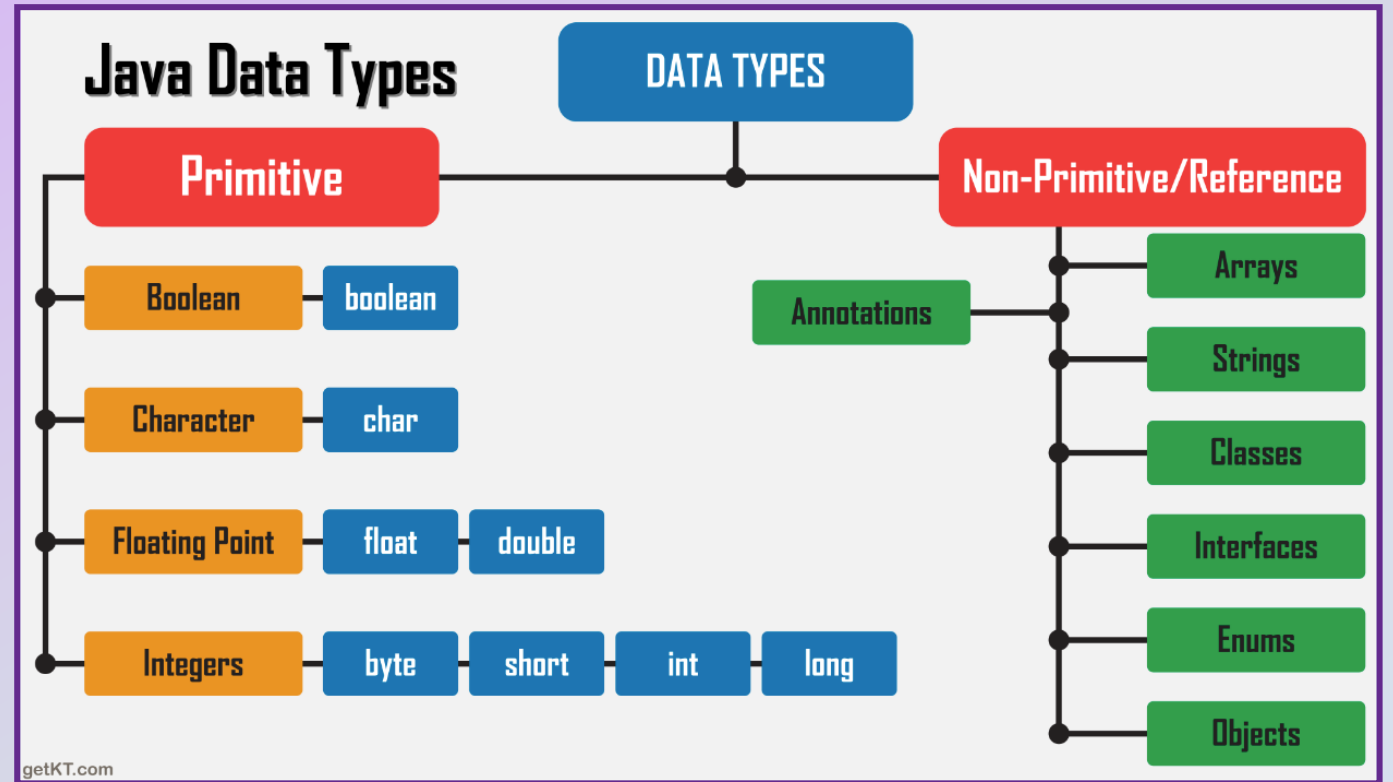 Java Data Types
DATA TYPES
Primitive
Non-Primitive/Reference
Boolean
boolean
Character
char
Floating Point
float
double
Integers
byte
short
int
long
Annotations
Arrays
Strings
Classes
Interfaces
Enums
Objects
getKT.com